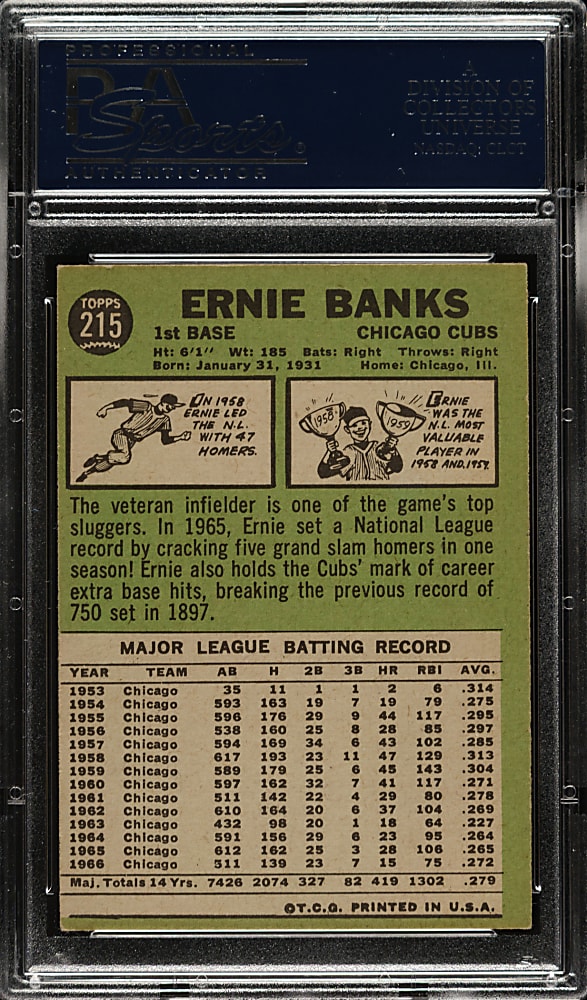 PROFESSIONAL
PSA
Sports.
AUTHENTICATOR
A
DIVISION OF
COLLECTORS
UNIVERSE
NASDAQ: CLCT
TOPPS
215
ERNIE BANKS
1st BASE CHICAGO CUBS
Ht: 6'1" Wt: 185 Bats: Right Throws: Right
Born: January 31, 1931 Home: Chicago, Ill.
IN 1958
ERNIE LED
THE N.L.
WITH 47
HOMERS.
1958
1959
ERNIE
WAS THE
N.L. MOST
VALUABLE
PLAYER IN
1958 AND 1959.
The veteran infielder is one of the game's top
sluggers. In 1965, Ernie set a National League
record by cracking five grand slam homers in one
season! Ernie also holds the Cubs' mark of career
extra base hits, breaking the previous record of
750 set in 1897.
MAJOR LEAGUE BATTING RECORD
YEAR TEAM AB H 2B 3B HR RBI AVG.
1953 Chicago 35 11 1 1 2 6 .314
1954 Chicago 593 163 19 7 19 79 .275
1955 Chicago 596 176 29 9 44 117 .295
1956 Chicago 538 160 25 8 28 85 .297
1957 Chicago 594 169 34 6 43 102 .285
1958 Chicago 617 193 23 11 47 129 .313
1959 Chicago 589 179 25 6 45 143 .304
1960 Chicago 597 162 32 7 41 117 .271
1961 Chicago 511 142 22 4 29 80 .278
1962 Chicago 610 164 20 6 37 104 .269
1963 Chicago 432 98 20 1 18 64 .227
1964 Chicago 591 156 29 6 23 95 .264
1965 Chicago 612 162 25 3 28 106 .265
1966 Chicago 511 139 23 7 15 75 .272
Maj. Totals 14 Yrs. 7426 2074 327 82 419 1302 .279
©T.C.G. PRINTED IN U.S.A.